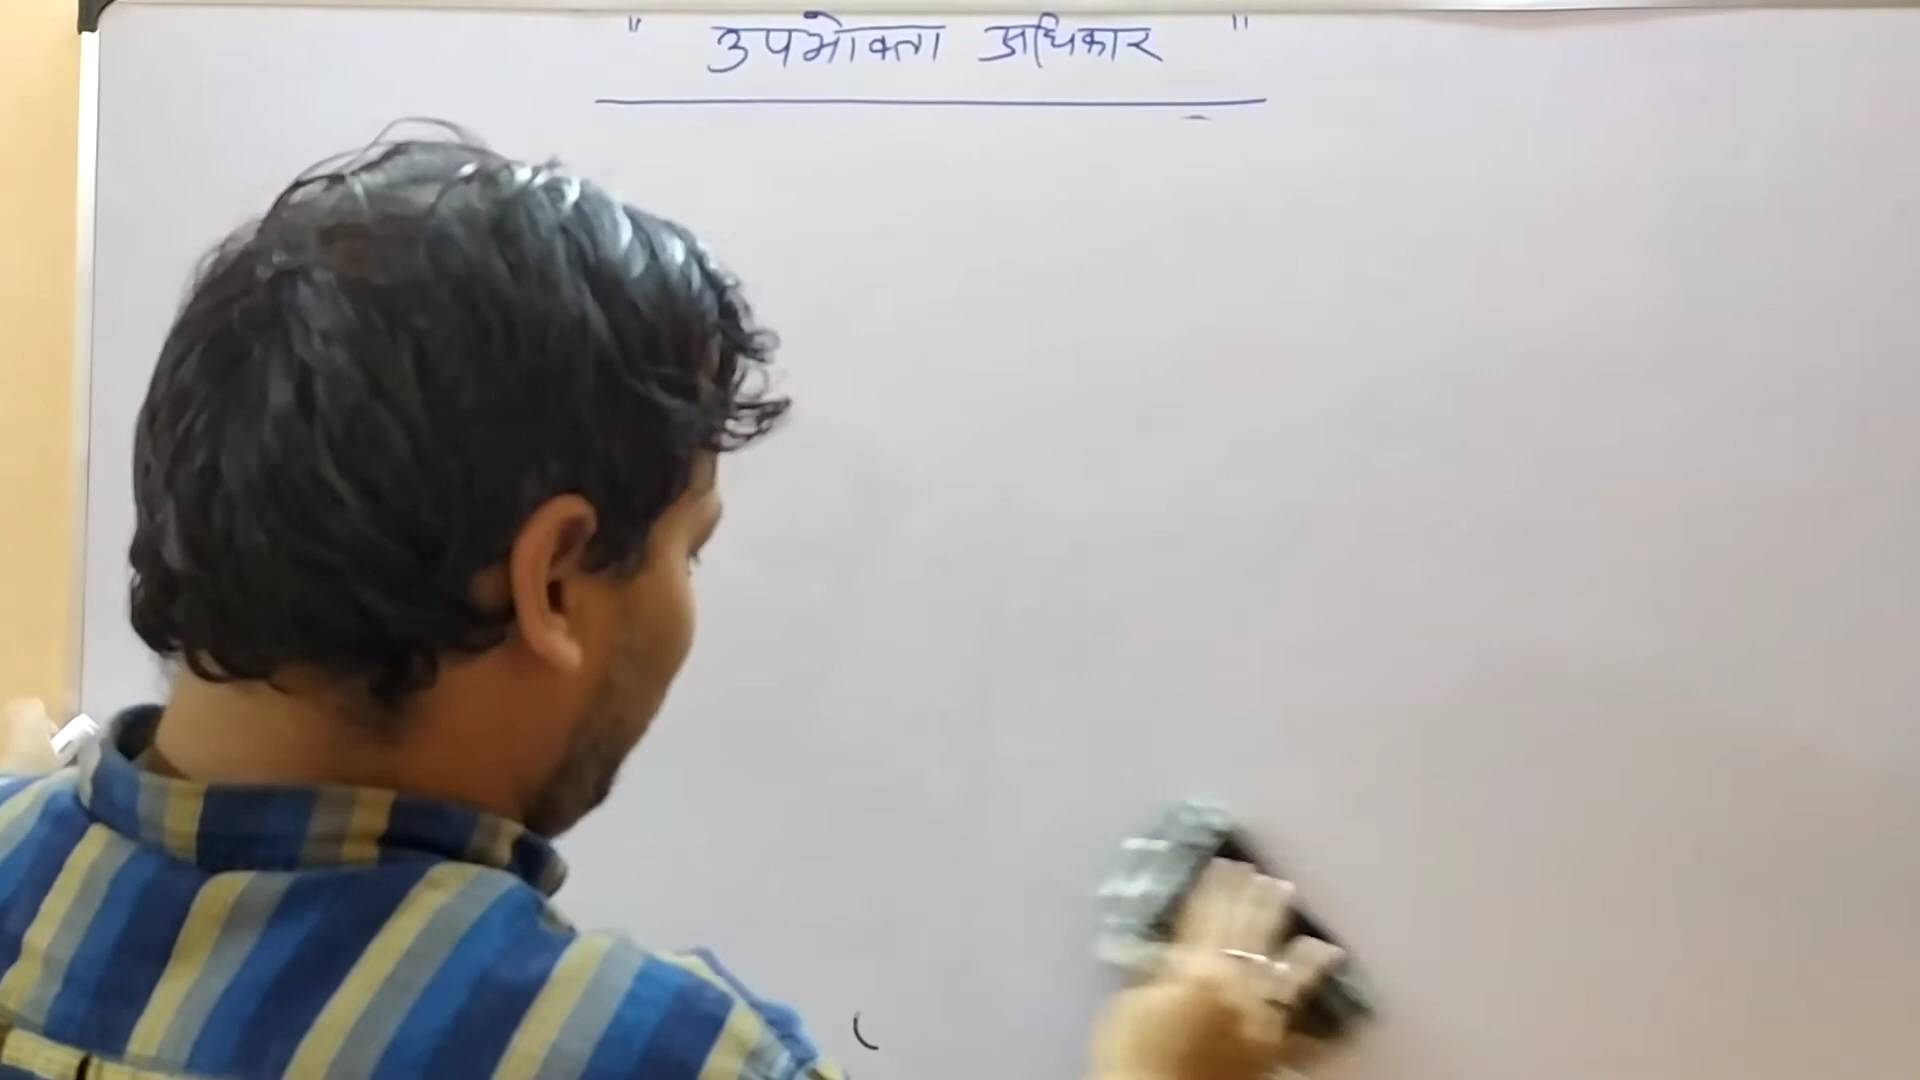 " उपभोक्ता अधिकार "